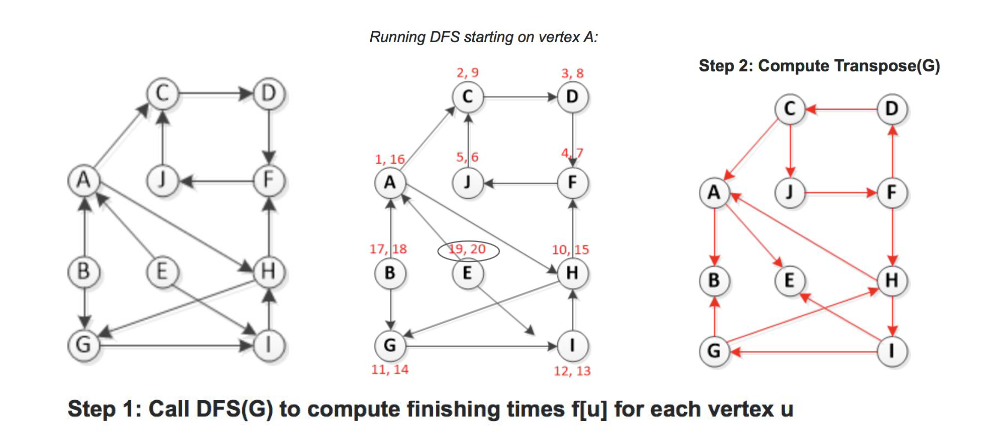 Running DFS starting on vertex A:
Step 2: Compute Transpose(G)
C D
A J F
B E H
G I
2, 9 3, 8
C D
1, 16 5, 6 4, 7
A J F
17, 18 19, 20 10, 15
B E H
G I
11, 14 12, 13
C D
A J F
B E H
G I
Step 1: Call DFS(G) to compute finishing times f[u] for each vertex u